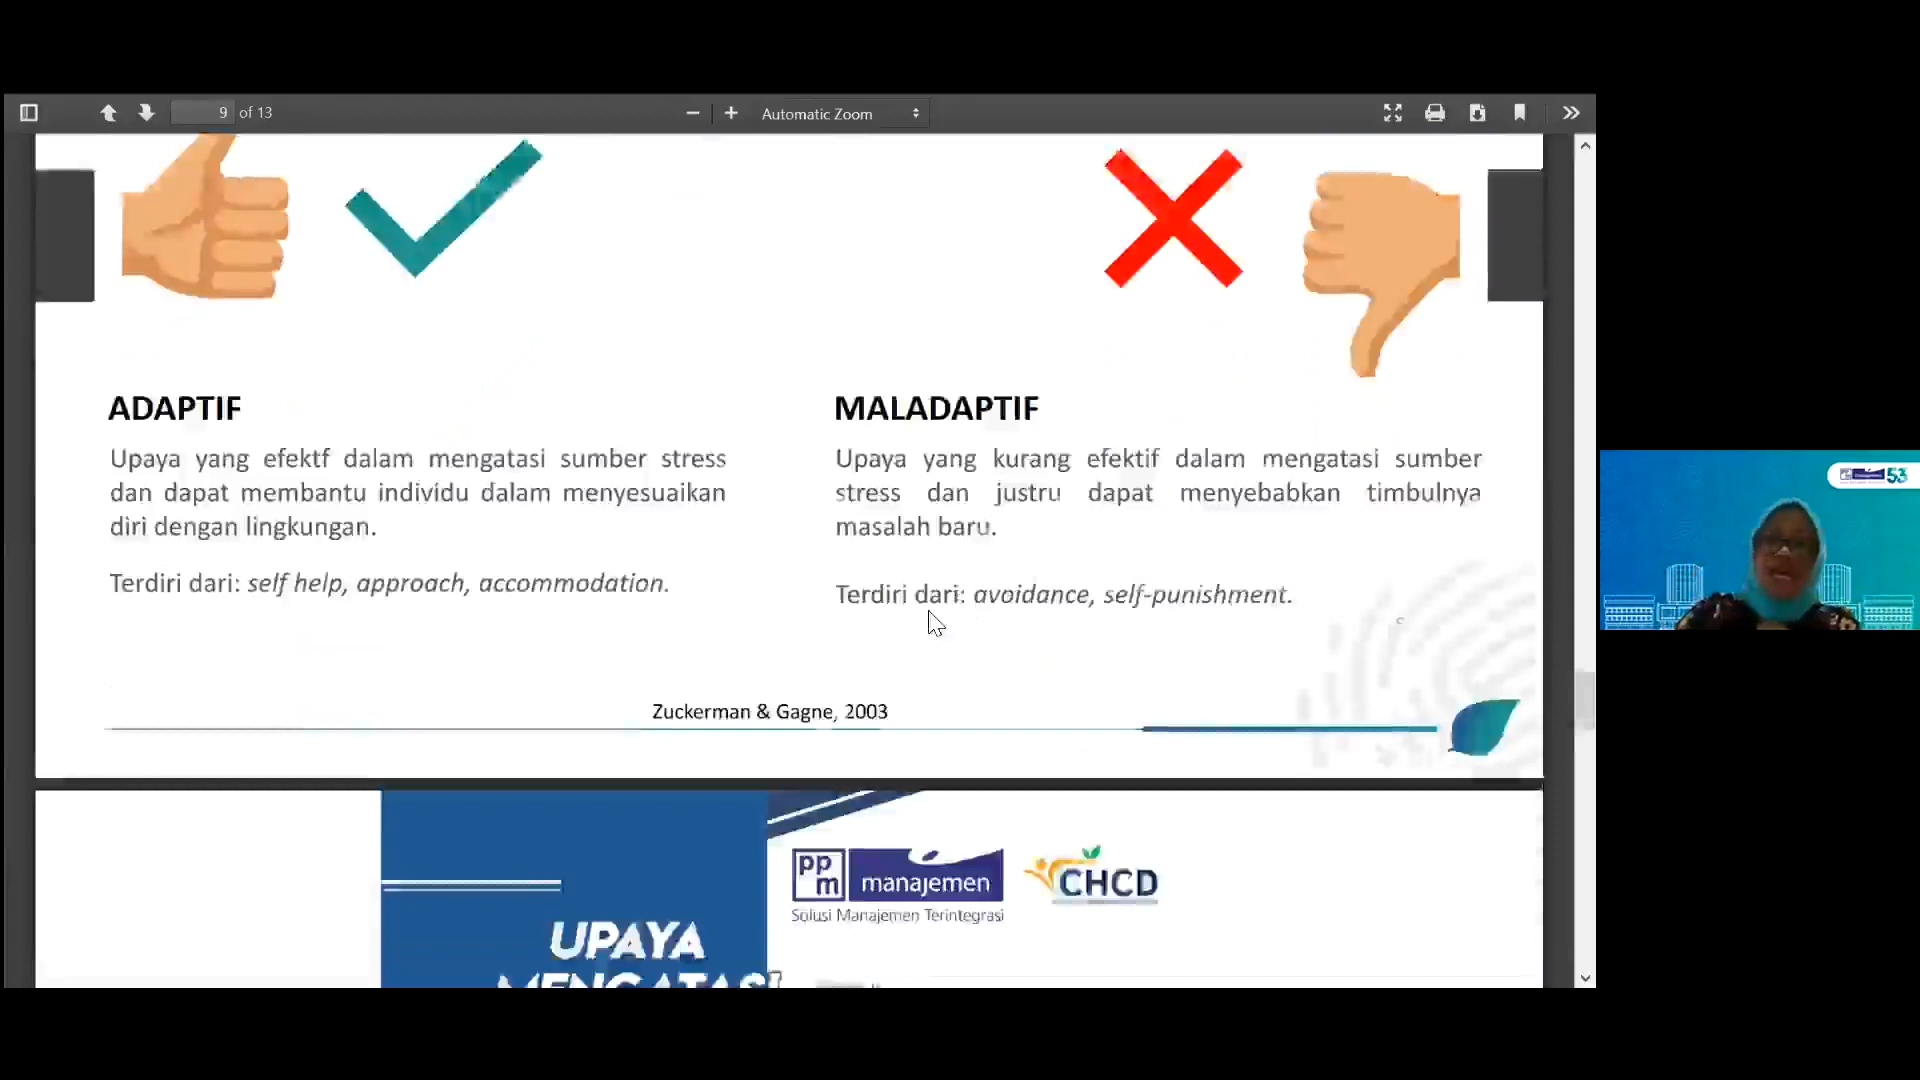 9 of 13
Automatic Zoom
ADAPTIF
Upaya yang efektf dalam mengatasi sumber stress
dan dapat membantu individu dalam menyesuaikan
diri dengan lingkungan.
Terdiri dari: self help, approach, accommodation.
MALADAPTIF
Upaya yang kurang efektif dalam mengatasi sumber
stress dan justru dapat menyebabkan timbulnya
masalah baru.
Terdiri dari: avoidance, self-punishment.
Zuckerman & Gagne, 2003
ppm manajemen
Solusi Manajemen Terintegrasi
CHCD
UPAYA
MENGATASI
53